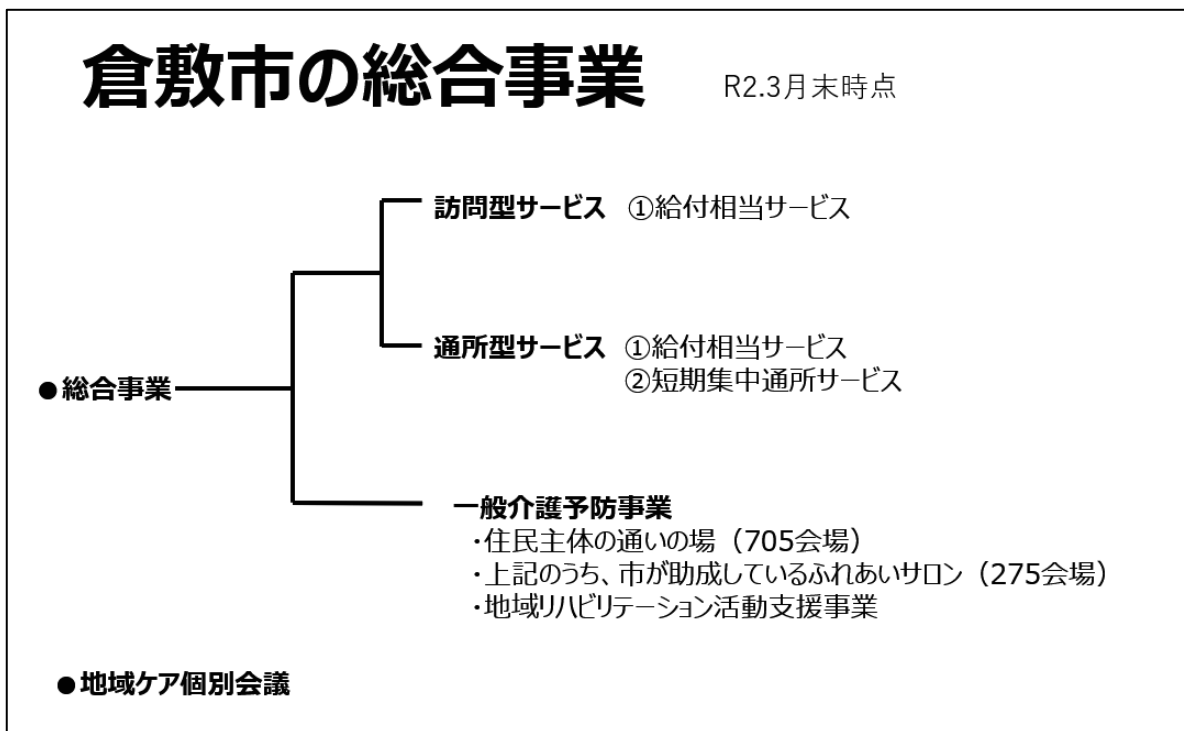 倉敷市の総合事業 R2.3月末時点
訪問型サービス ①給付相当サービス
通所型サービス ①給付相当サービス
②短期集中通所サービス
●総合事業
一般介護予防事業
・住民主体の通いの場（705会場）
・上記のうち、市が助成しているふれあいサロン（275会場）
・地域リハビリテーション活動支援事業
●地域ケア個別会議